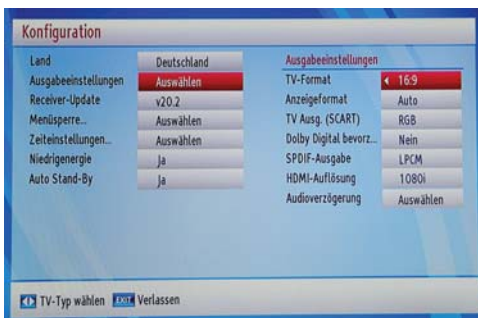 Konfiguration
Land Deutschland
Ausgabeeinstellungen Auswählen
Receiver-Update v20.2
Menüsperre... Auswählen
Zeiteinstellungen... Auswählen
Niedrigenergie Ja
Auto Stand-By Ja
Ausgabeeinstellungen
TV-Format 16:9
Anzeigeformat Auto
TV Ausg. (SCART) RGB
Dolby Digital bevorz... Nein
SPDIF-Ausgabe LPCM
HDMI-Auflösung 1080i
Audioverzögerung Auswählen
TV-Typ wählen EXIT Verlassen